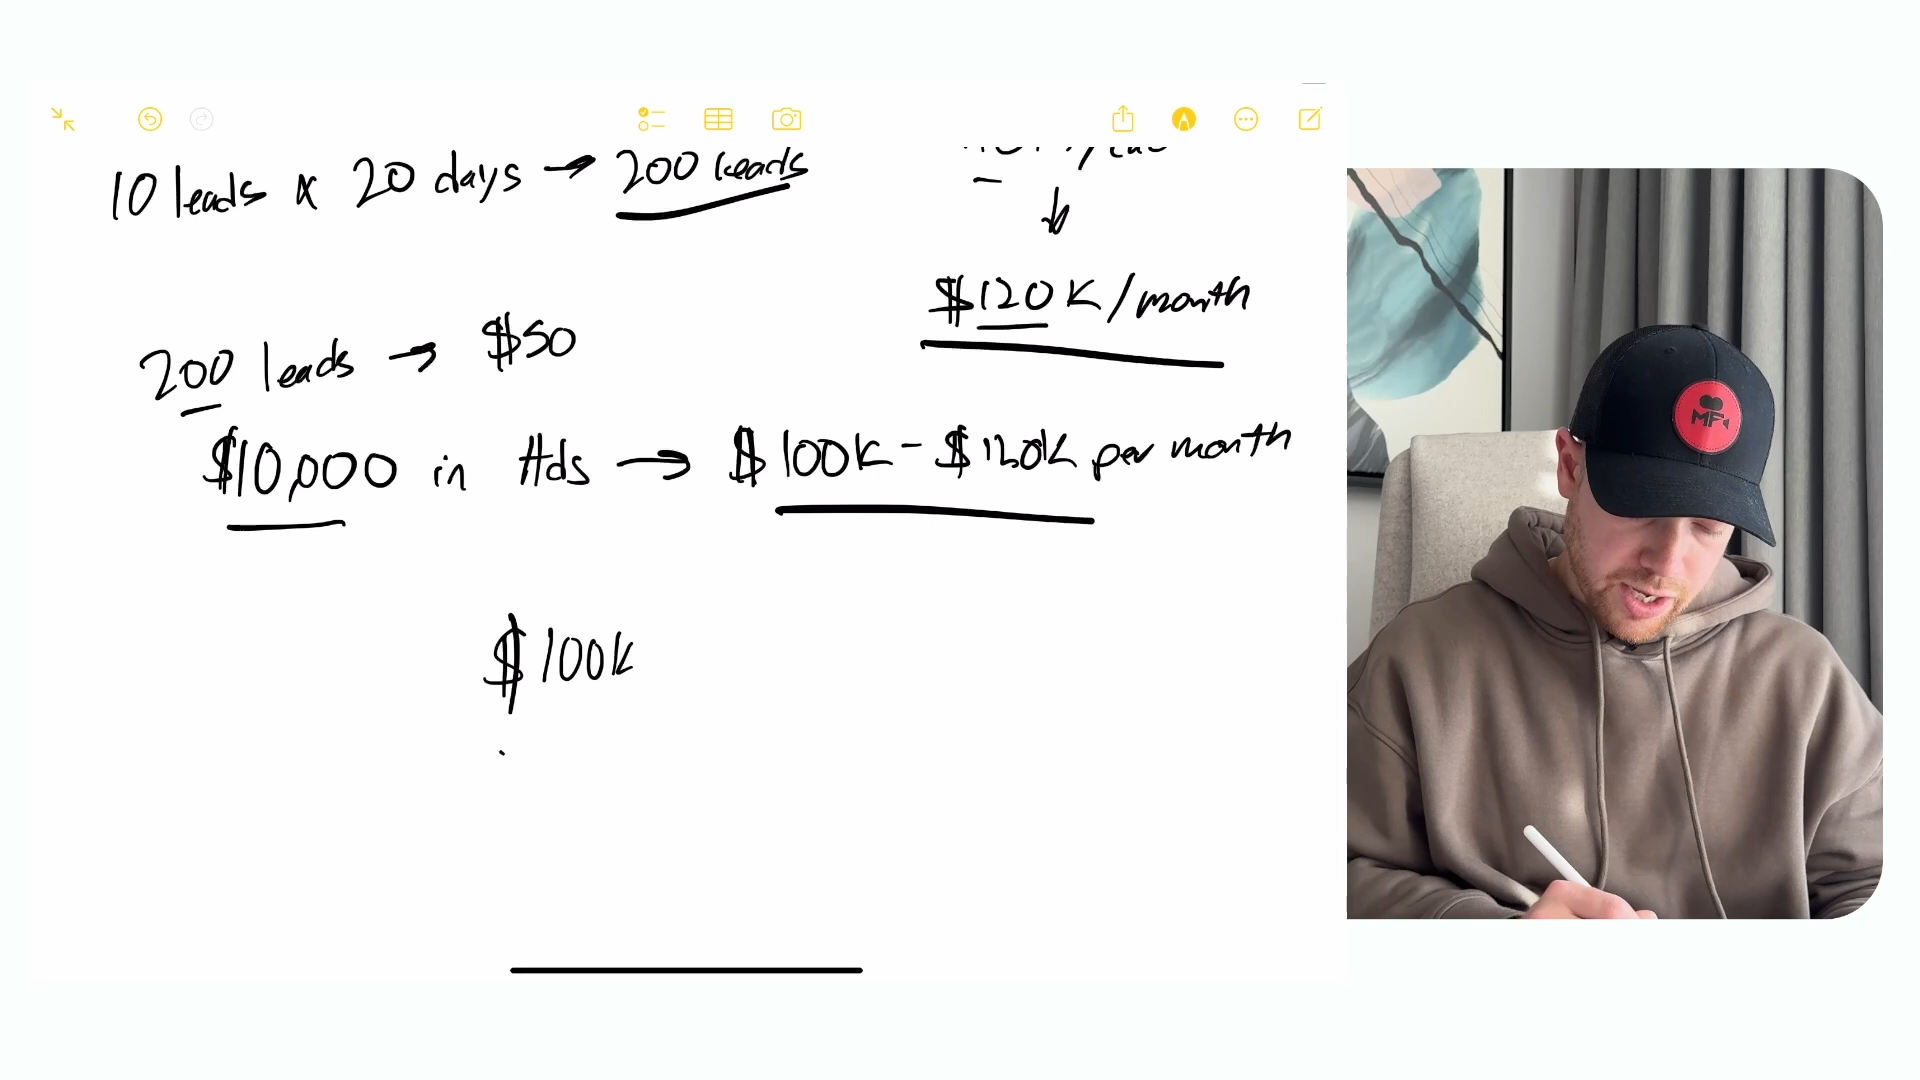 10 leads x 20 days → 200 leads
$120K/month
200 leads → $50
$10,000 in Ads → $100K - $120K per month
$100K
MF